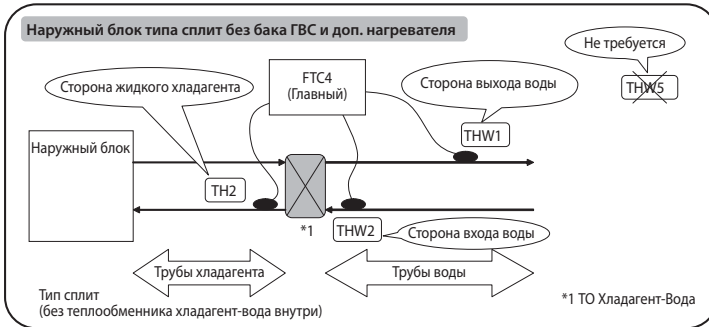 Наружный блок типа сплит без бака ГВС и доп. нагревателя
Не требуется
THW5
FTC4
(Главный)
Сторона жидкого хладагента
Сторона выхода воды
THW1
Наружный блок
TH2
*1
THW2
Сторона входа воды
Трубы хладагента
Трубы воды
Тип сплит
(без теплообменника хладагент-вода внутри)
*1 ТО Хладагент-Вода